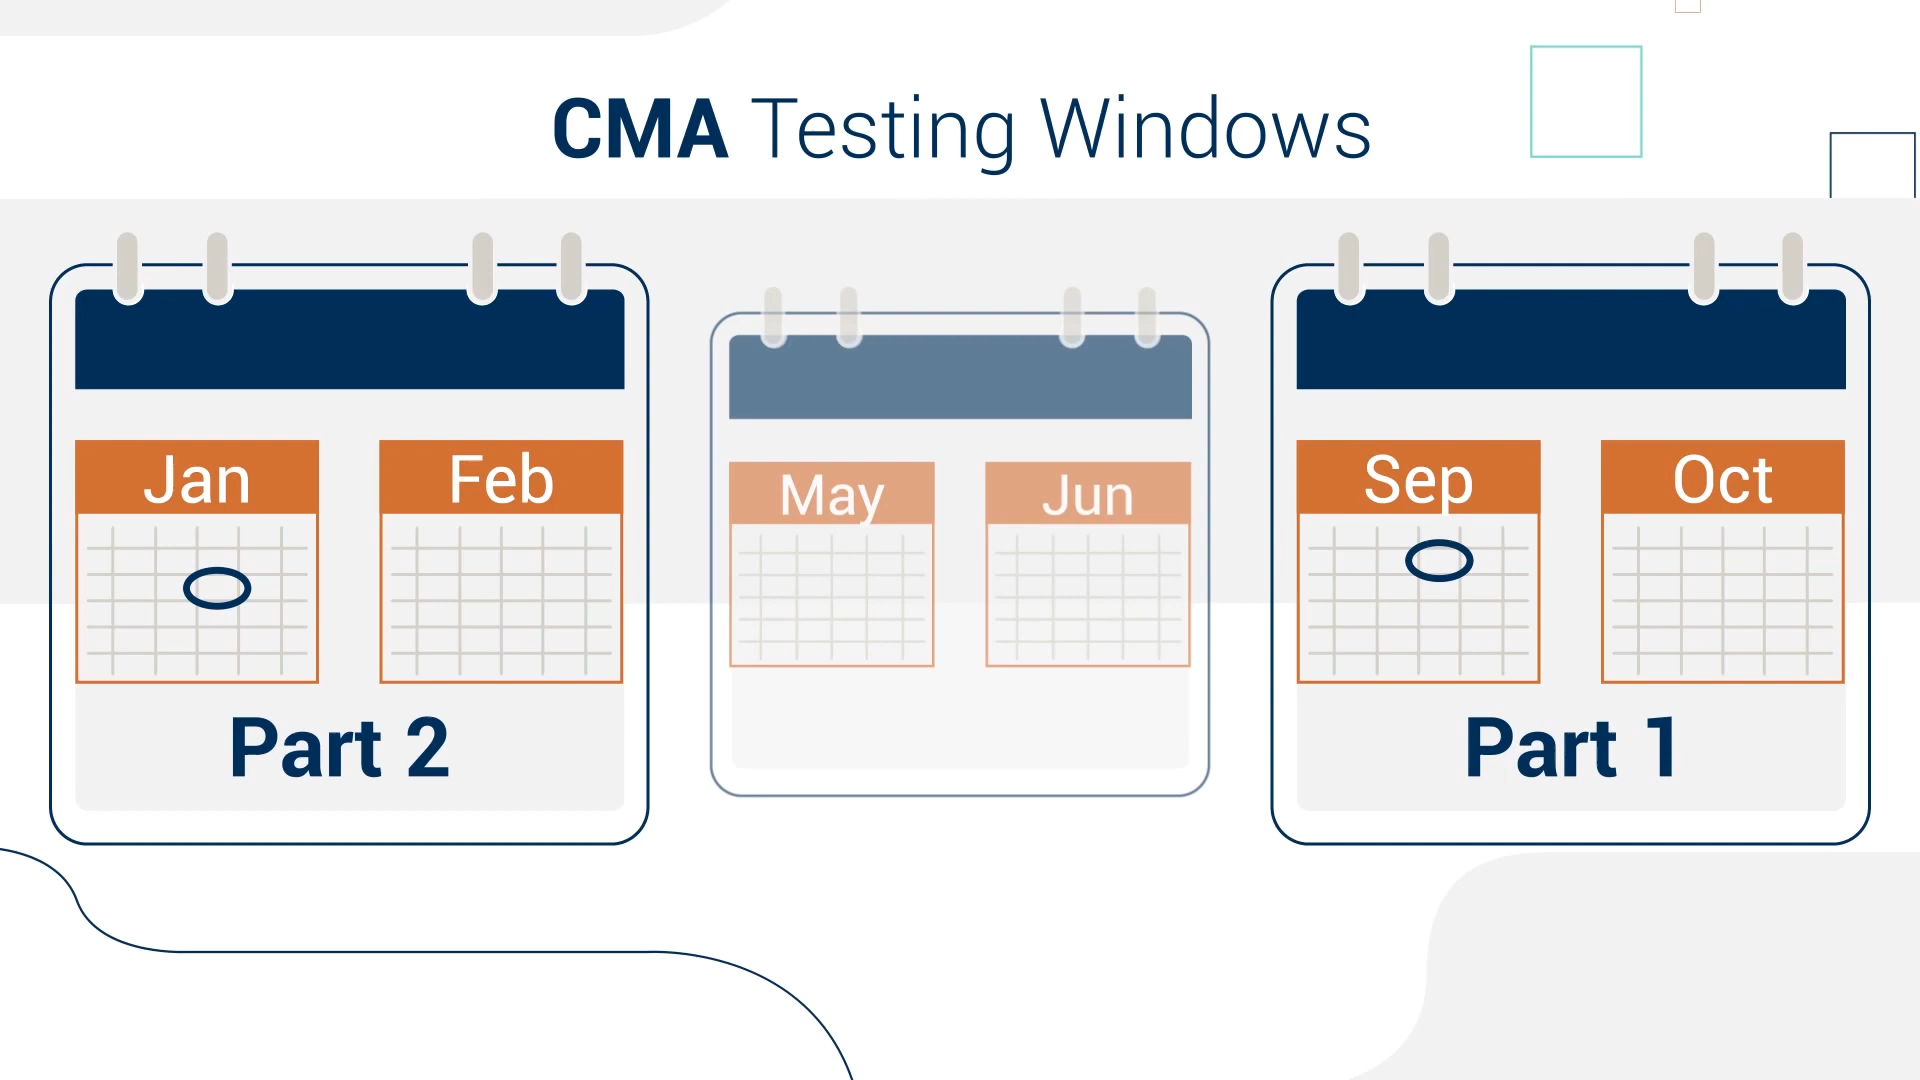 CMA Testing Windows
Jan
Feb
Part 2
May
Jun
Sep
Oct
Part 1